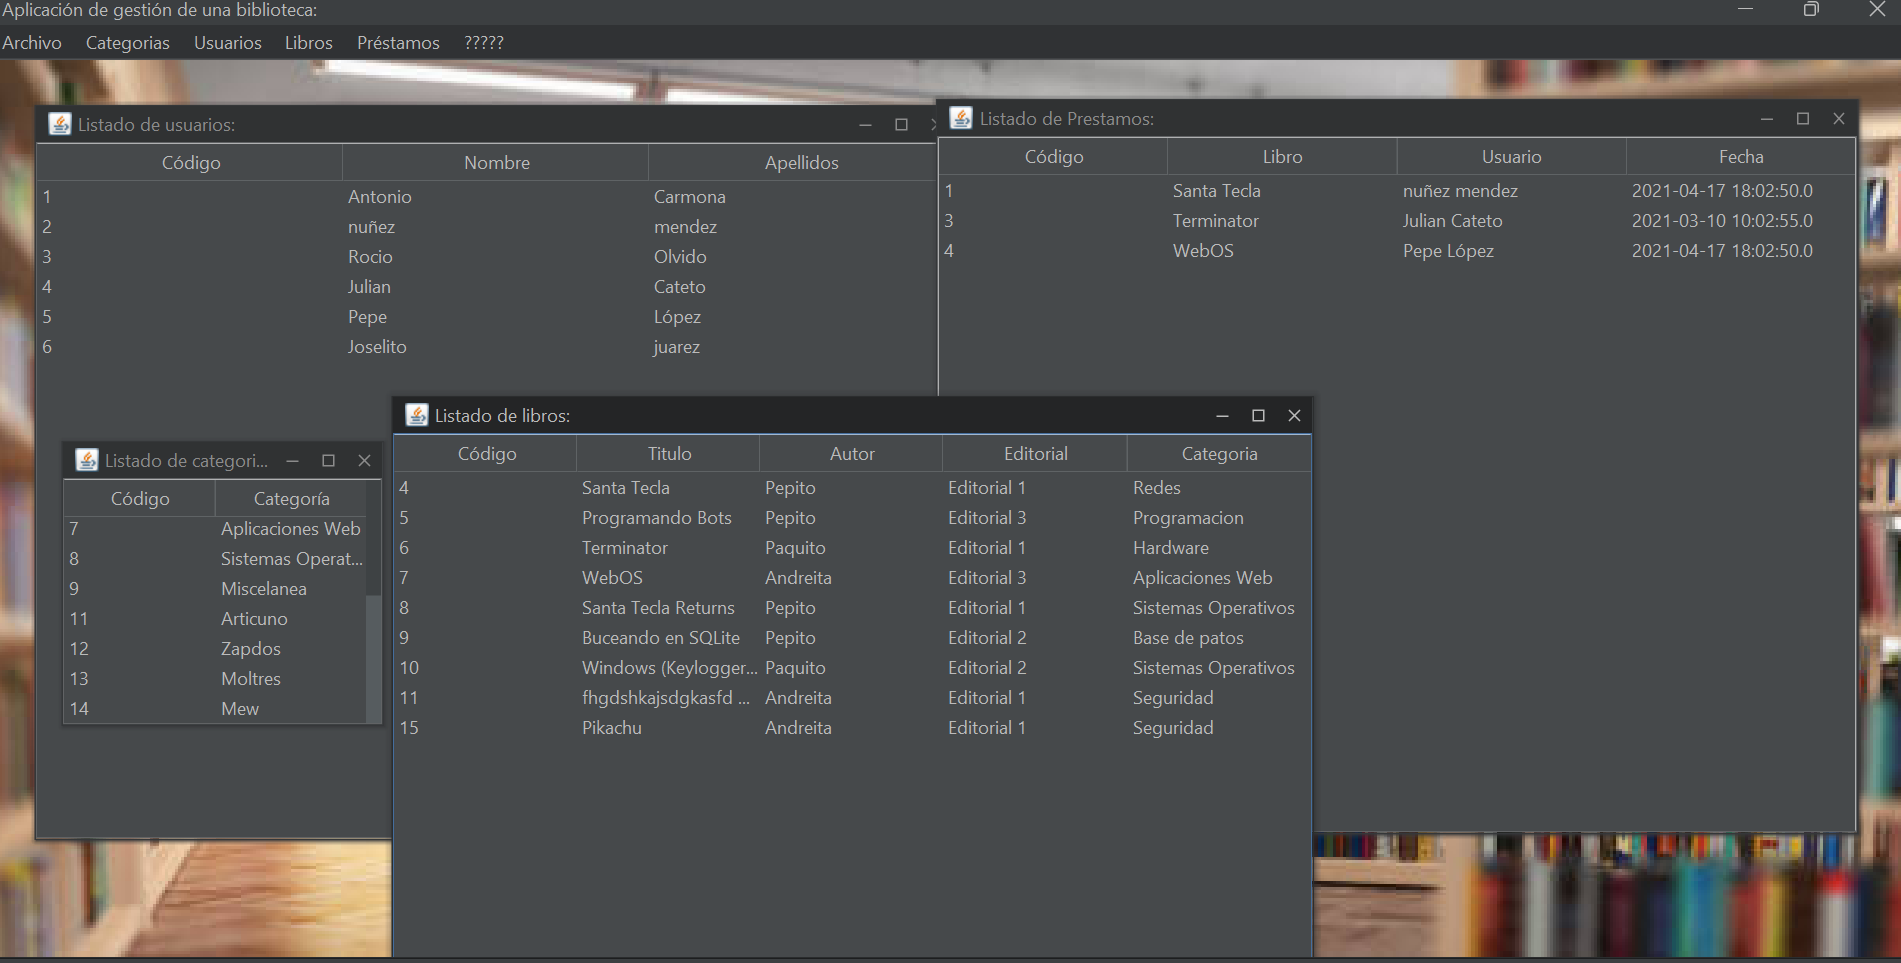 Aplicación de gestión de una biblioteca:
Archivo Categorias Usuarios Libros Préstamos ?????
Listado de usuarios:
Código Nombre Apellidos
1 Antonio Carmona
2 nuñez mendez
3 Rocio Olvido
4 Julian Cateto
5 Pepe López
6 Joselito juarez
Listado de Prestamos:
Código Libro Usuario Fecha
1 Santa Tecla nuñez mendez 2021-04-17 18:02:50.0
3 Terminator Julian Cateto 2021-03-10 10:02:55.0
4 WebOS Pepe López 2021-04-17 18:02:50.0
Listado de categori...
Código Categoría
7 Aplicaciones Web
8 Sistemas Operat...
9 Miscelanea
11 Articuno
12 Zapdos
13 Moltres
14 Mew
Listado de libros:
Código Titulo Autor Editorial Categoria
4 Santa Tecla Pepito Editorial 1 Redes
5 Programando Bots Pepito Editorial 3 Programacion
6 Terminator Paquito Editorial 1 Hardware
7 WebOS Andreita Editorial 3 Aplicaciones Web
8 Santa Tecla Returns Pepito Editorial 1 Sistemas Operativos
9 Buceando en SQLite Pepito Editorial 2 Base de patos
10 Windows (Keylogger... Paquito Editorial 2 Sistemas Operativos
11 fhgdshkajsdgkasfd ... Andreita Editorial 1 Seguridad
15 Pikachu Andreita Editorial 1 Seguridad